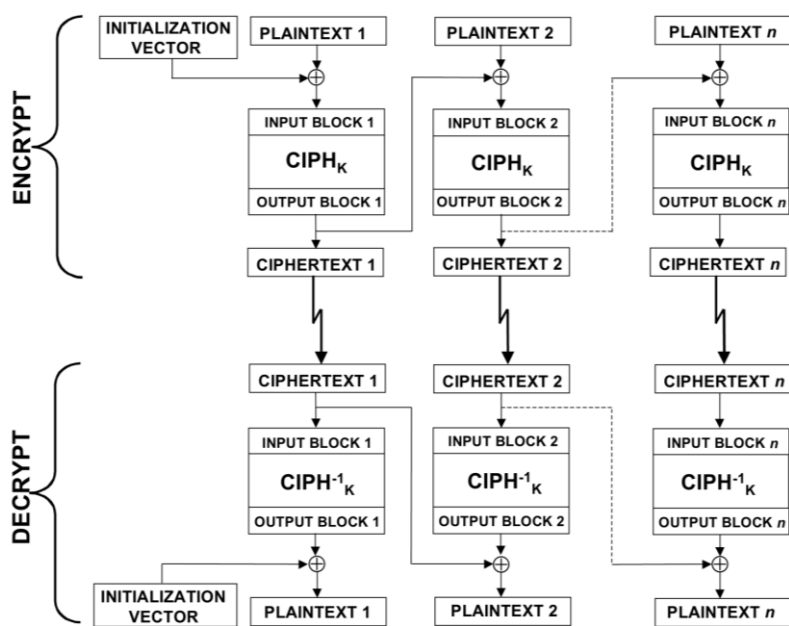 ENCRYPT
INITIALIZATION
VECTOR
PLAINTEXT 1
PLAINTEXT 2
PLAINTEXT n
INPUT BLOCK 1
INPUT BLOCK 2
INPUT BLOCK n
CIPHK
CIPHK
CIPHK
OUTPUT BLOCK 1
OUTPUT BLOCK 2
OUTPUT BLOCK n
CIPHERTEXT 1
CIPHERTEXT 2
CIPHERTEXT n
DECRYPT
CIPHERTEXT 1
CIPHERTEXT 2
CIPHERTEXT n
INPUT BLOCK 1
INPUT BLOCK 2
INPUT BLOCK n
CIPH-1K
CIPH-1K
CIPH-1K
OUTPUT BLOCK 1
OUTPUT BLOCK 2
OUTPUT BLOCK n
INITIALIZATION
VECTOR
PLAINTEXT 1
PLAINTEXT 2
PLAINTEXT n